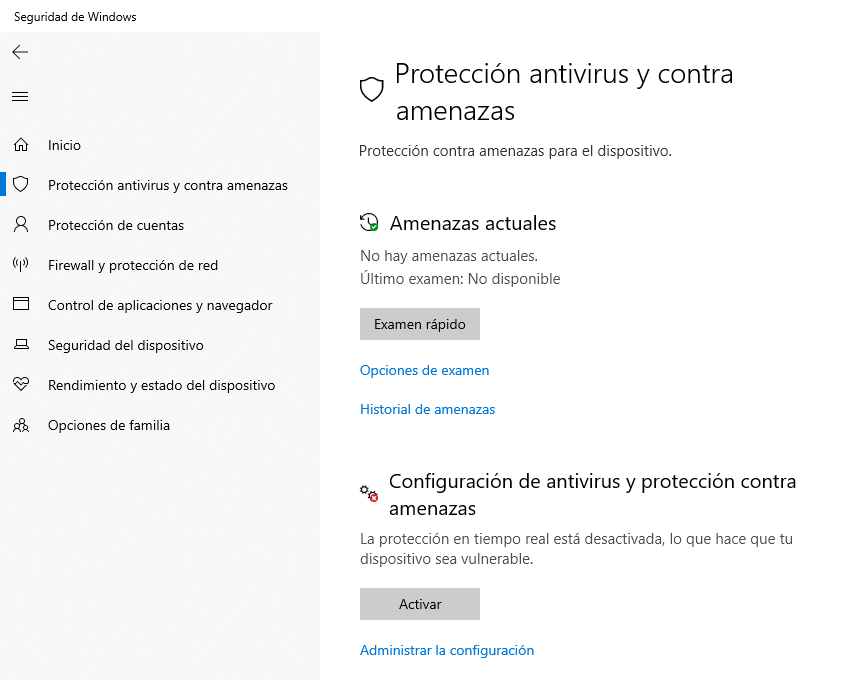 Seguridad de Windows
Inicio
Protección antivirus y contra amenazas
Protección de cuentas
Firewall y protección de red
Control de aplicaciones y navegador
Seguridad del dispositivo
Rendimiento y estado del dispositivo
Opciones de familia
Protección antivirus y contra
amenazas
Protección contra amenazas para el dispositivo.
Amenazas actuales
No hay amenazas actuales.
Último examen: No disponible
Examen rápido
Opciones de examen
Historial de amenazas
Configuración de antivirus y protección contra
amenazas
La protección en tiempo real está desactivada, lo que hace que tu
dispositivo sea vulnerable.
Activar
Administrar la configuración